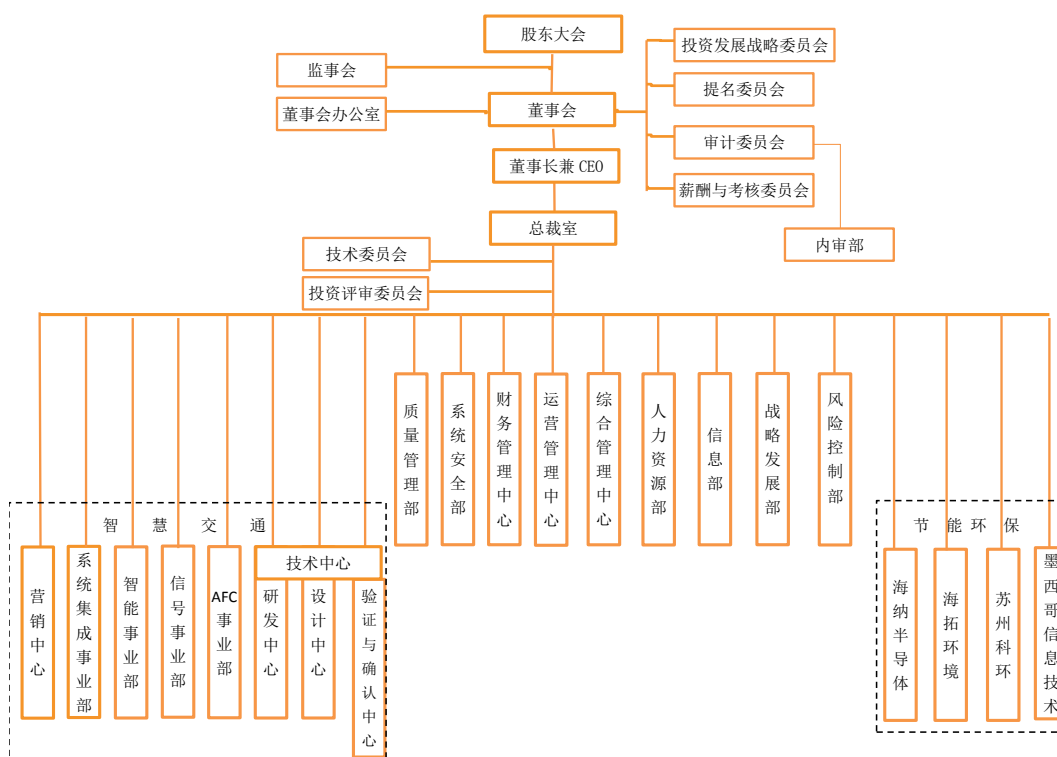 股东大会
投资发展战略委员会
监事会
提名委员会
董事会办公室
董事会
审计委员会
董事长兼 CEO
薪酬与考核委员会
总裁室
内审部
技术委员会
投资评审委员会
质量管理部
系统安全部
财务管理中心
运营管理中心
综合管理中心
人力资源部
信息部
战略发展部
风险控制部
智慧交通
节能环保
营销中心
系统集成事业部
智能事业部
信号事业部
AFC
事业部
技术中心
研发中心
设计中心
验证与确认中心
海纳半导体
海拓环境
苏州科环
墨西哥信息技术